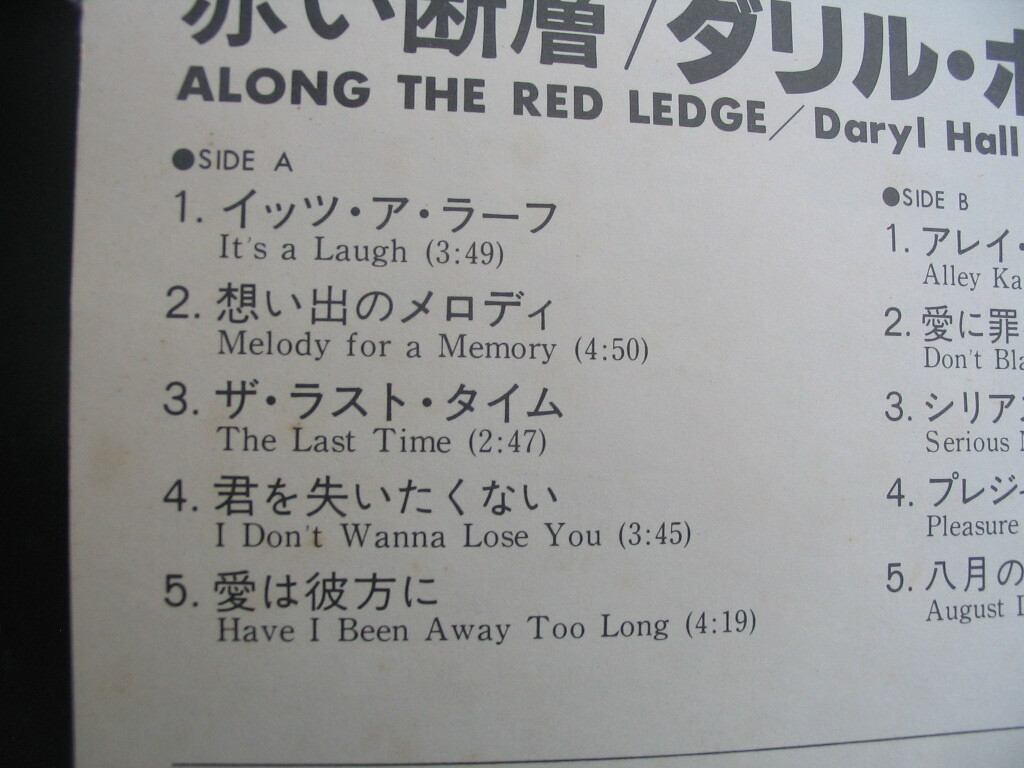 赤い断層/ダリル・ホ
ALONG THE RED LEDGE/Daryl Hall
●SIDE A
1. イッツ・ア・ラーフ
It's a Laugh (3:49)
2. 想い出のメロディ
Melody for a Memory (4:50)
3. ザ・ラスト・タイム
The Last Time (2:47)
4. 君を失いたくない
I Don't Wanna Lose You (3:45)
5. 愛は彼方に
Have I Been Away Too Long (4:19)
●SIDE B
1. アレイ・
Alley Ka
2. 愛に罪
Don't Bla
3. シリア
Serious
4. プレジ
Pleasure
5. 八月の
August